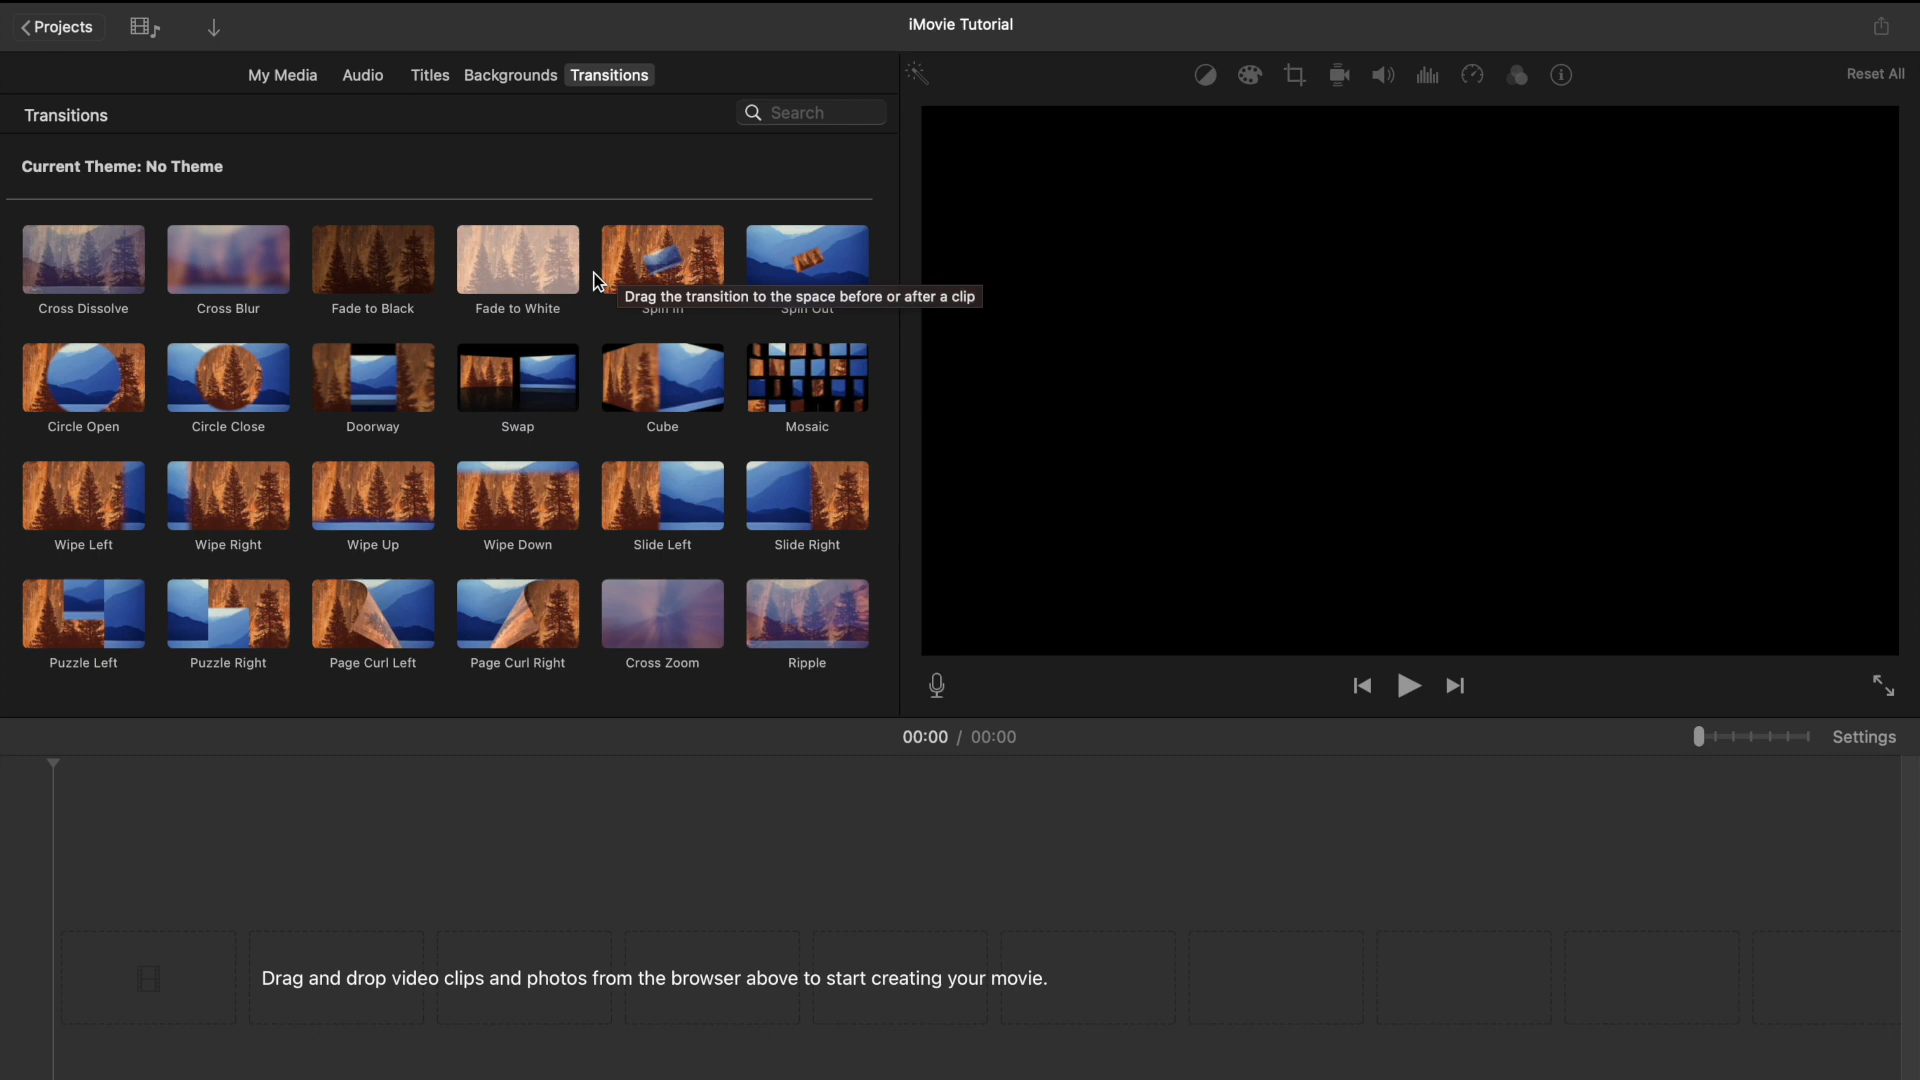 Projects
iMovie Tutorial
My Media Audio Titles Backgrounds Transitions
Reset All
Transitions
Search
Current Theme: No Theme
Drag the transition to the space before or after a clip
Cross Dissolve Cross Blur Fade to Black Fade to White Spin In Spin Out
Circle Open Circle Close Doorway Swap Cube Mosaic
Wipe Left Wipe Right Wipe Up Wipe Down Slide Left Slide Right
Puzzle Left Puzzle Right Page Curl Left Page Curl Right Cross Zoom Ripple
00:00 / 00:00
Settings
Drag and drop video clips and photos from the browser above to start creating your movie.